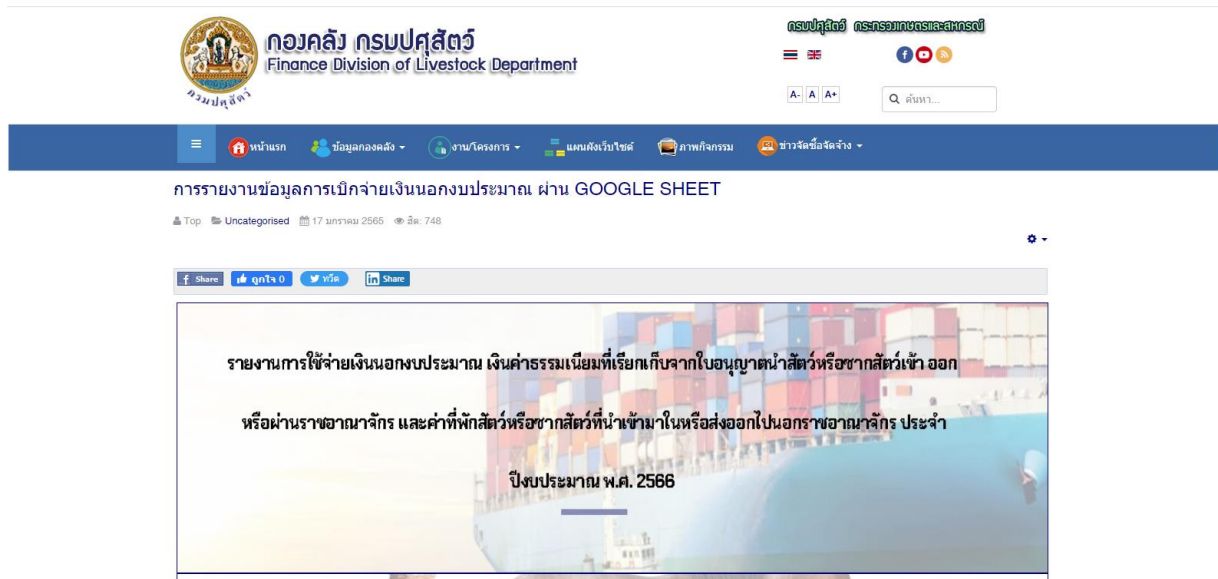 กรมปศุสัตว์ กระทรวงเกษตรและสหกรณ์
กองคลัง กรมปศุสัตว์
Finance Division of Livestock Department
กรมปศุสัตว์
A- A A+
ค้นหา...
หน้าแรก ข้อมูลกองคลัง งาน/โครงการ แผนผังเว็บไซต์ ภาพกิจกรรม ข่าวจัดซื้อจัดจ้าง
การรายงานข้อมูลการเบิกจ่ายเงินนอกงบประมาณ ผ่าน GOOGLE SHEET
Top Uncategorised 17 มกราคม 2565 ฮิต: 748
f Share ถูกใจ 0 ทวีต in Share
รายงานการใช้จ่ายเงินนอกงบประมาณ เงินค่าธรรมเนียมที่เรียกเก็บจากใบอนุญาตนำสัตว์หรือซากสัตว์เข้า ออก
หรือผ่านราชอาณาจักร และค่าที่พักสัตว์หรือซากสัตว์ที่นำเข้ามาในหรือส่งออกไปนอกราชอาณาจักร ประจำ
ปีงบประมาณ พ.ศ. 2566